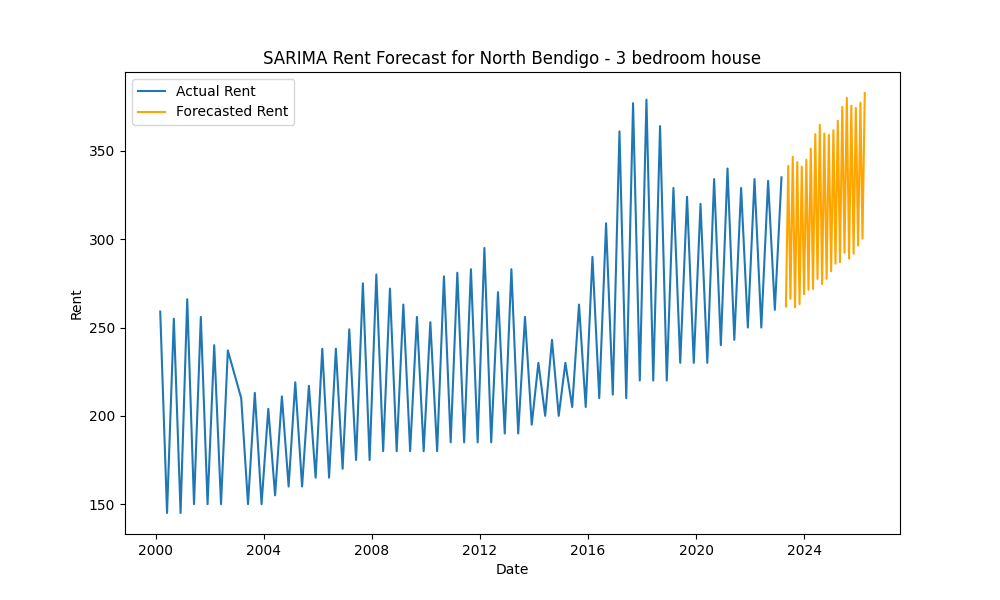 SARIMA Rent Forecast for North Bendigo - 3 bedroom house
Actual Rent
Forecasted Rent
Rent
350
300
250
200
150
2000 2004 2008 2012 2016 2020 2024
Date